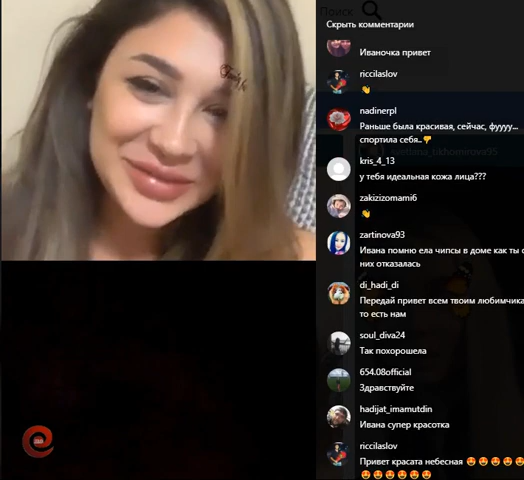 Поиск
Скрыть комментарии
Иваночка привет
riccilaslov
👏
nadinerpl
Раньше была красивая, сейчас, фуууу...
спортила себя..👎
kris_4_13
у тебя идеальная кожа лица???
zakizizomami6
👏
zartinova93
Ивана помню ела чипсы в доме как ты о
них отказалась
di_hadi_di
Передай привет всем твоим любимчика
то есть нам
soul_diva24
Так похорошела
654.08official
Здравствуйте
hadijat_imamutdin
Ивана супер красотка
riccilaslov
Привет красата небесная 😍😍😍😍😍
😍😍😍😍😍😍